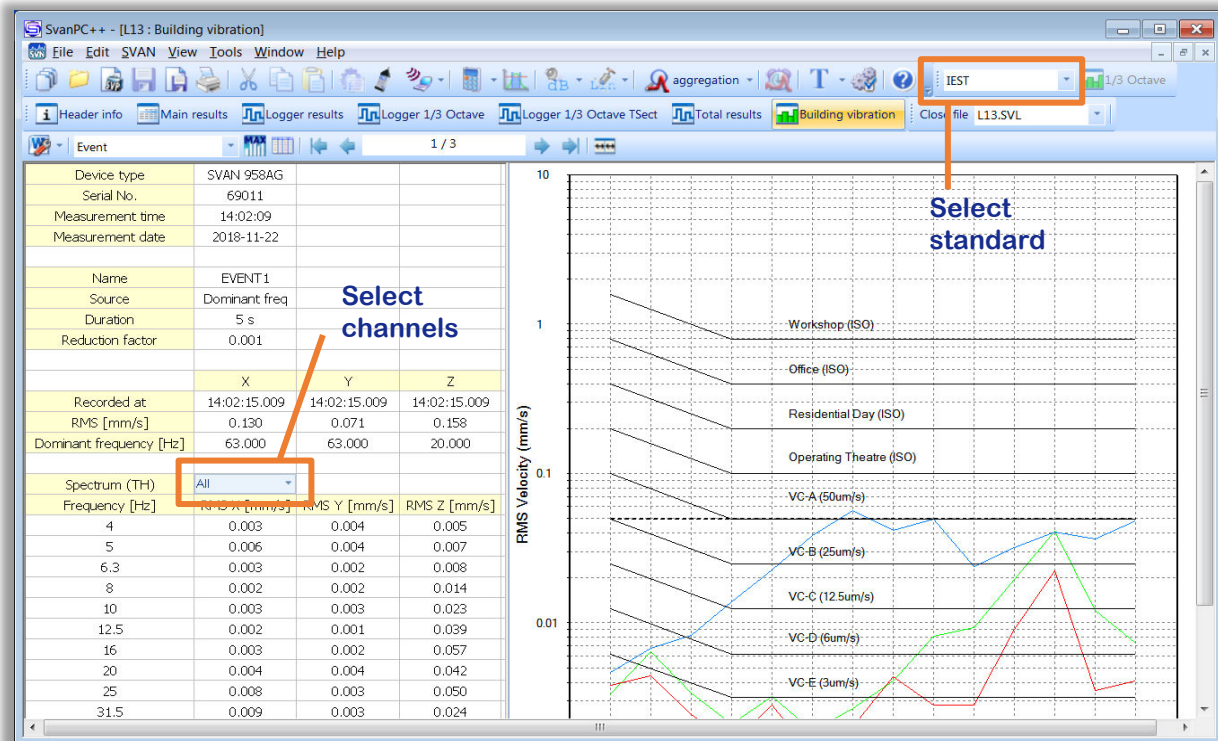 SvanPC++ - [L13 : Building vibration]
File Edit SVAN View Tools Window Help
aggregation
IEST
1/3 Octave
Header info Main results Logger results Logger 1/3 Octave Logger 1/3 Octave TSect Total results Building vibration Close file L13.SVL
Event MAX 1 / 3
Device type SVAN 958AG
Serial No. 69011
Measurement time 14:02:09
Measurement date 2018-11-22
Name EVENT1
Source Dominant freq
Duration 5 s
Reduction factor 0.001
X Y Z
Recorded at 14:02:15.009 14:02:15.009 14:02:15.009
RMS [mm/s] 0.130 0.071 0.158
Dominant frequency [Hz] 63.000 63.000 20.000
Spectrum (TH) All
Frequency [Hz] RMS X [mm/s] RMS Y [mm/s] RMS Z [mm/s]
4 0.003 0.004 0.005
5 0.006 0.004 0.007
6.3 0.003 0.002 0.008
8 0.002 0.002 0.014
10 0.003 0.003 0.023
12.5 0.002 0.001 0.039
16 0.003 0.002 0.057
20 0.004 0.004 0.042
25 0.008 0.003 0.050
31.5 0.009 0.003 0.024
Select
channels
Select
standard
RMS Velocity (mm/s)
10
1
0.1
0.01
Workshop (ISO)
Office (ISO)
Residential Day (ISO)
Operating Theatre (ISO)
VC-A (50um/s)
VC-B (25um/s)
VC-C (12.5um/s)
VC-D (6um/s)
VC-E (3um/s)